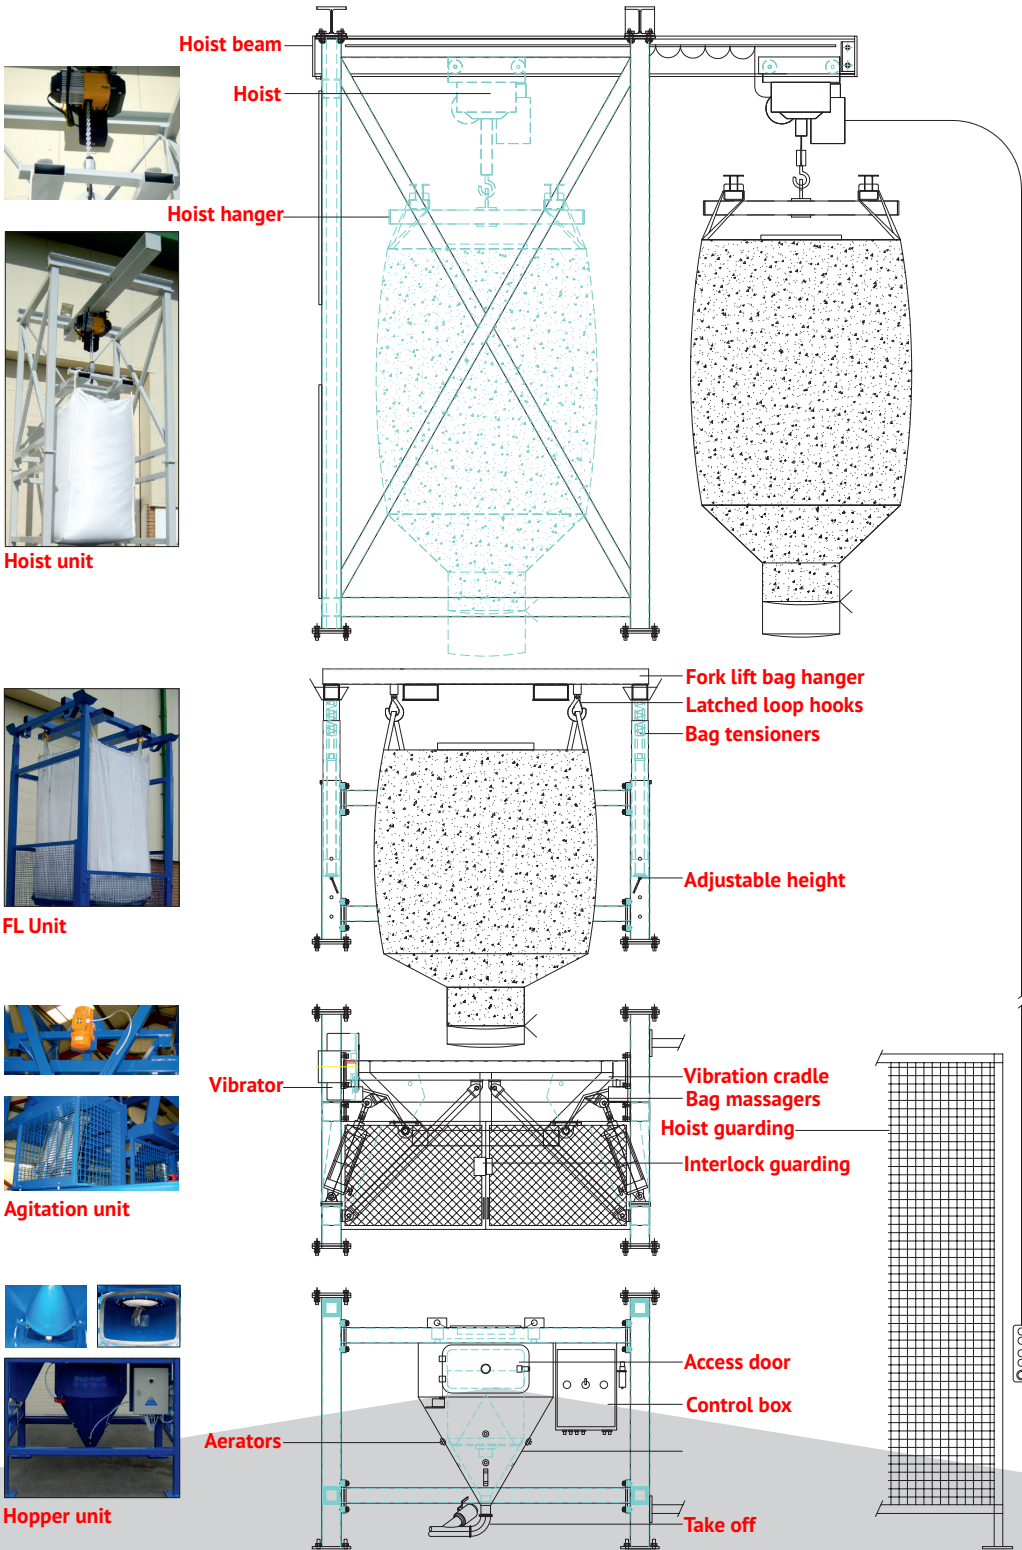 Hoist beam
Hoist
Hoist hanger
Hoist unit
Fork lift bag hanger
Latched loop hooks
Bag tensioners
Adjustable height
FL Unit
Vibrator
Vibration cradle
Bag massagers
Hoist guarding
Interlock guarding
Agitation unit
Access door
Control box
Aerators
Hopper unit
Take off